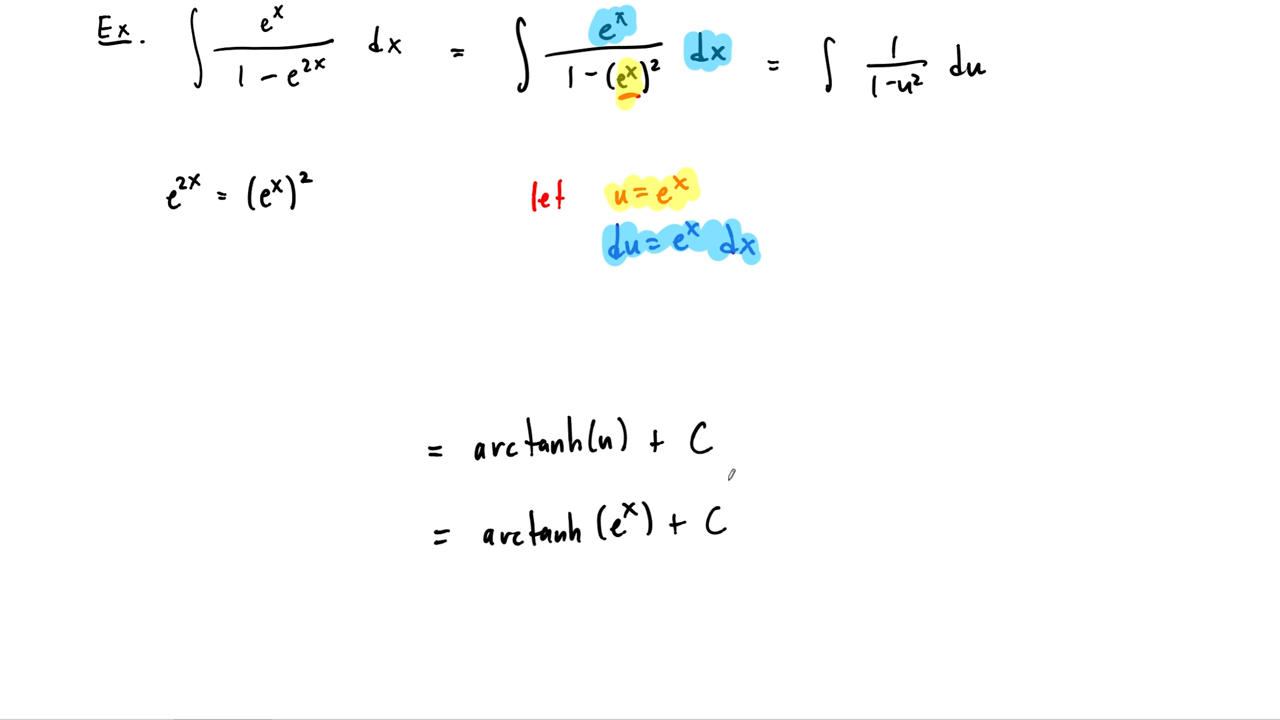 Ex. ∫ e^x / (1 - e^{2x}) dx = ∫ e^x / (1 - (e^x)^2) dx = ∫ 1 / (1-u^2) du
e^{2x} = (e^x)^2 let u = e^x
du = e^x dx
= arctanh(u) + C
= arctanh (e^x) + C